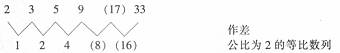 2 3 5 9 (17) 33
作差
1 2 4 (8) (16) 公比为 2 的等比数列